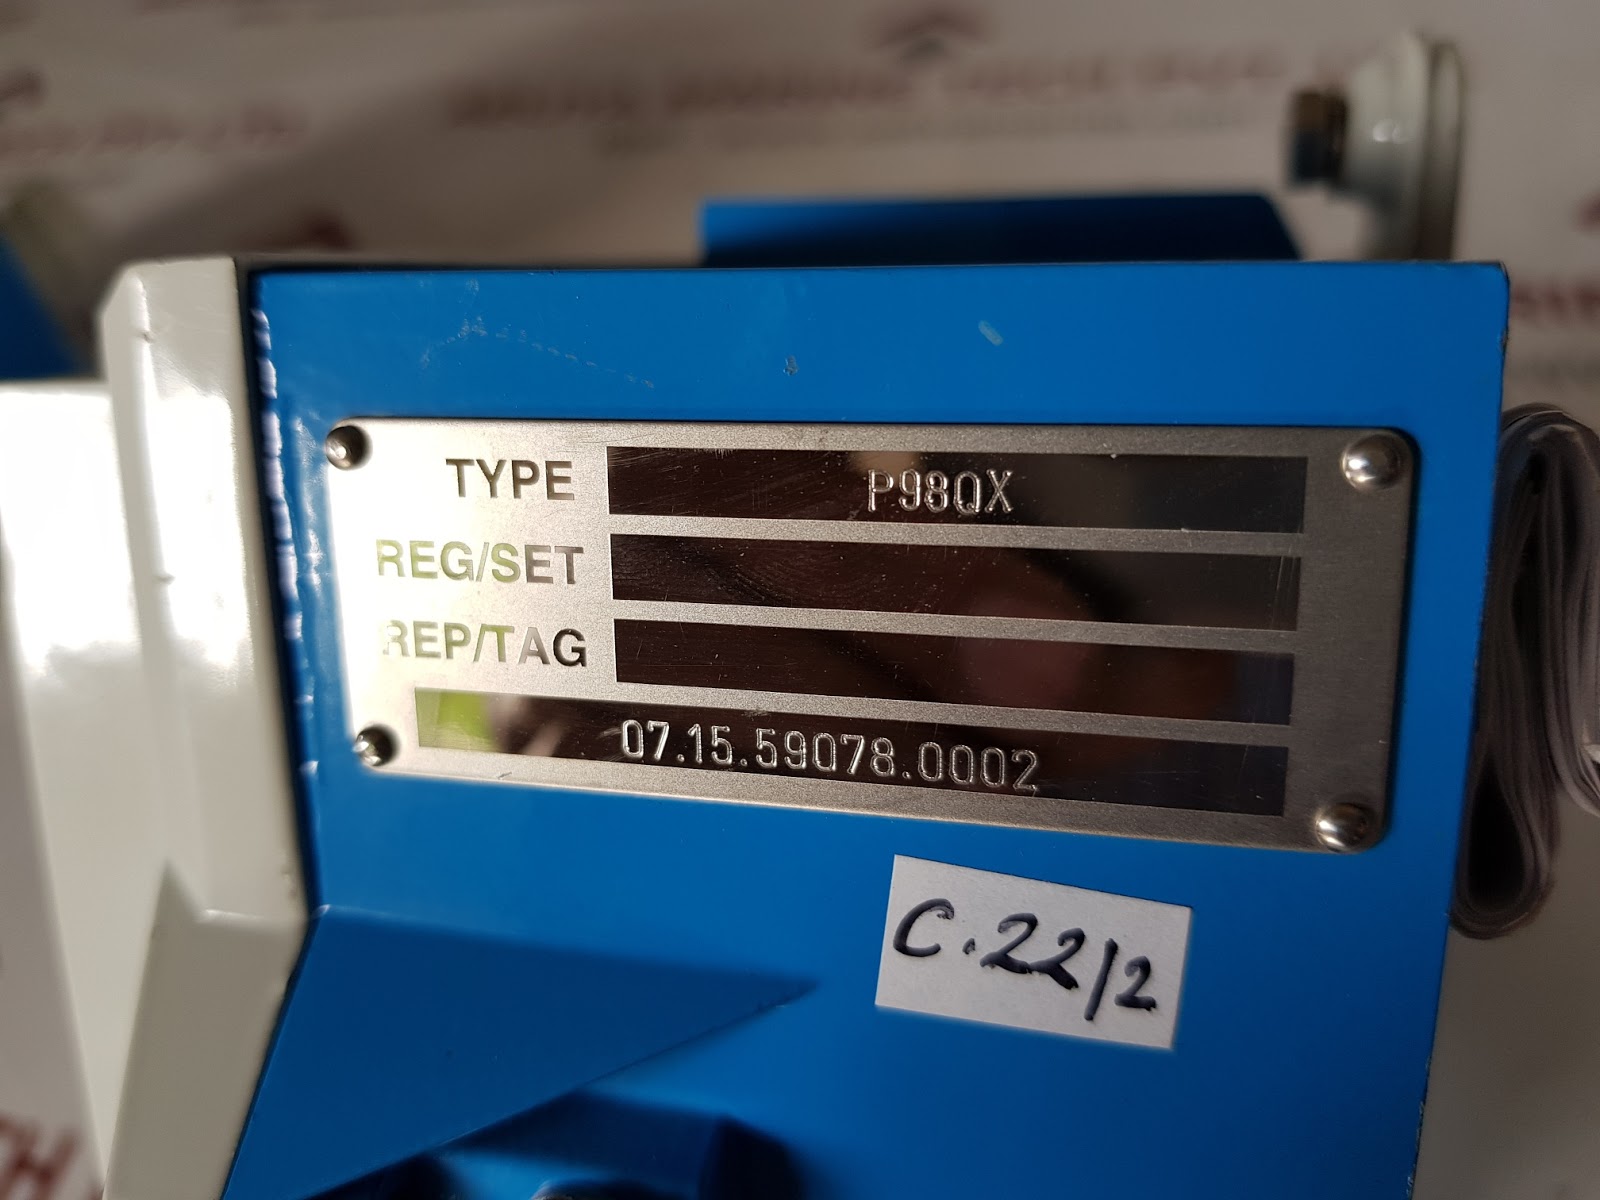 TYPE P98QX
REG/SET
REP/TAG
07.15.59078.0002
C.22/2